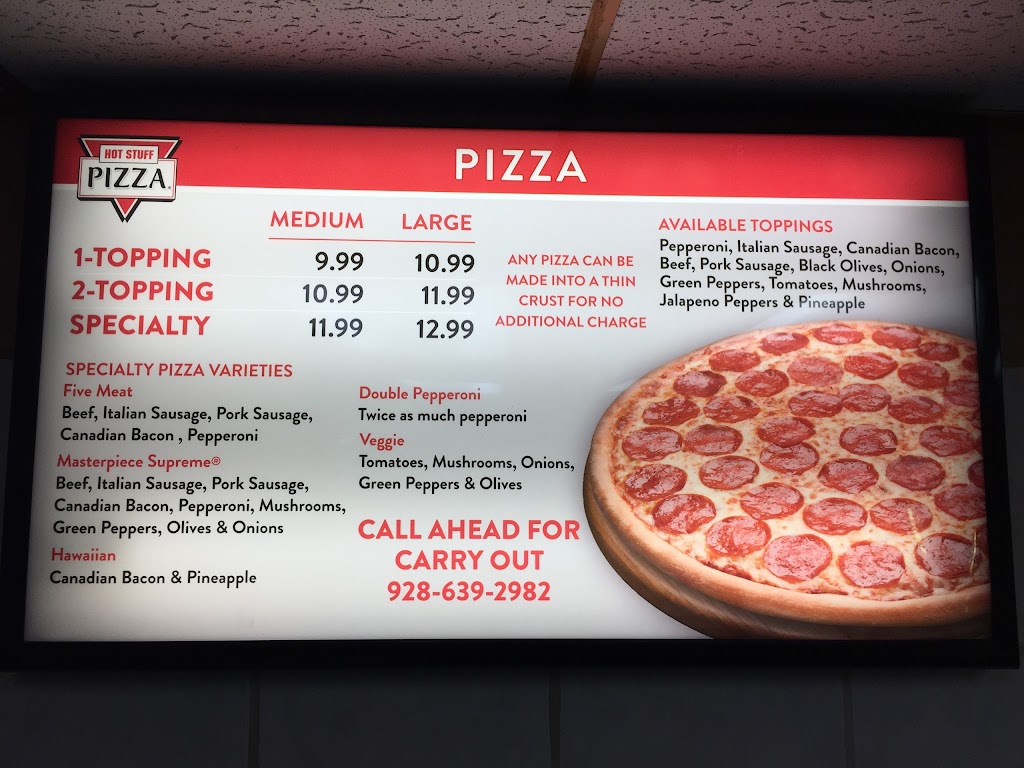 HOT STUFF
PIZZA
PIZZA
MEDIUM LARGE
1-TOPPING 9.99 10.99
2-TOPPING 10.99 11.99
SPECIALTY 11.99 12.99
ANY PIZZA CAN BE
MADE INTO A THIN
CRUST FOR NO
ADDITIONAL CHARGE
AVAILABLE TOPPINGS
Pepperoni, Italian Sausage, Canadian Bacon,
Beef, Pork Sausage, Black Olives, Onions,
Green Peppers, Tomatoes, Mushrooms,
Jalapeno Peppers & Pineapple
SPECIALTY PIZZA VARIETIES
Five Meat
Beef, Italian Sausage, Pork Sausage,
Canadian Bacon , Pepperoni
Masterpiece Supreme®
Beef, Italian Sausage, Pork Sausage,
Canadian Bacon, Pepperoni, Mushrooms,
Green Peppers, Olives & Onions
Hawaiian
Canadian Bacon & Pineapple
Double Pepperoni
Twice as much pepperoni
Veggie
Tomatoes, Mushrooms, Onions,
Green Peppers & Olives
CALL AHEAD FOR
CARRY OUT
928-639-2982